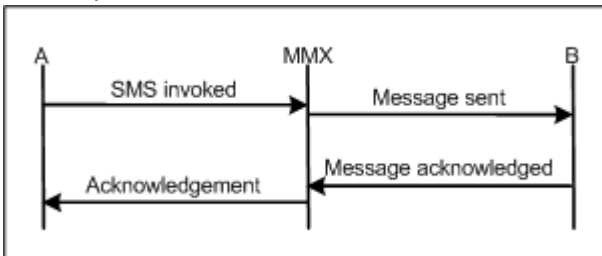 A
MMX
B
SMS invoked
Message sent
Message acknowledged
Acknowledgement